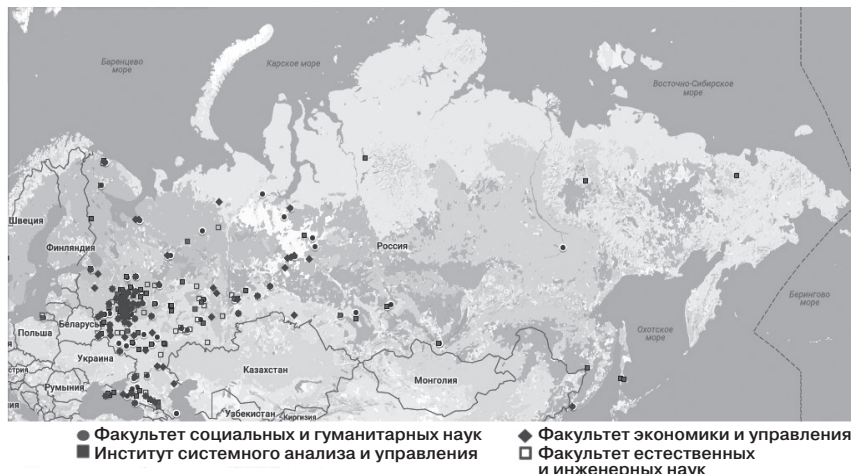 Баренцево
море
Карское море
Восточно-Сибирское
море
Швеция
Финляндия
Россия
Берингово
море
Охотское
море
Польша
Беларусь
Украина
Казахстан
Монголия
Румыния
Узбекистан
Киргизия
Факультет социальных и гуманитарных наук
Институт системного анализа и управления
Факультет экономики и управления
Факультет естественных
и инженерных наук